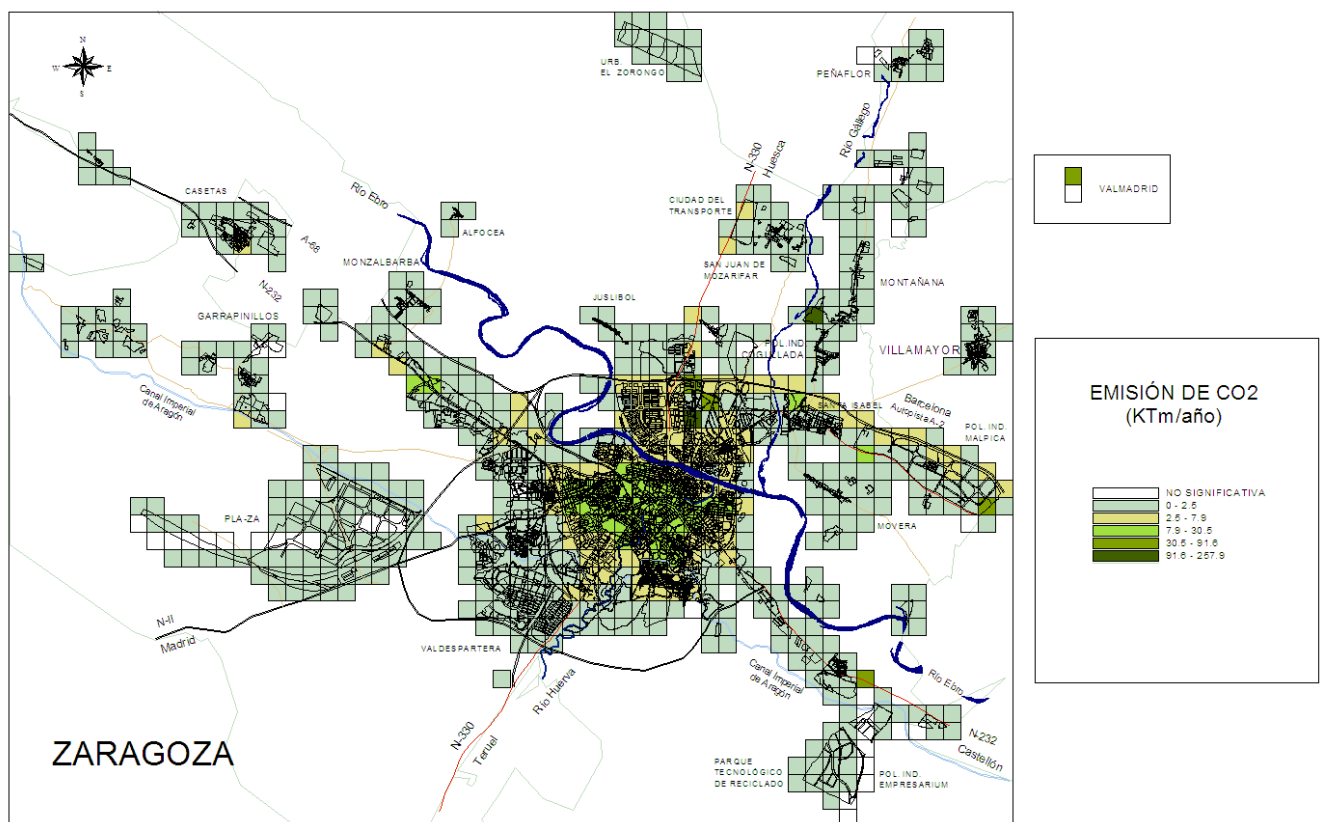 N
W E
S
URB.
EL ZORONGO
PEÑAFLOR
Río Gállego
N-330
Huesca
CASETAS
Río Ebro
CIUDAD DEL
TRANSPORTE
ALFOCEA
A-68
MONZALBARBA
SAN JUAN DE
MOZARIFAR
MONTAÑANA
N-232
GARRAPINILLOS
JUSLIBOL
POL. IND
COGULLADA
VILLAMAYOR
Canal Imperial
de Aragón
SANTA ISABEL
Barcelona
Autopista A-2
POL. IND.
MALPICA
PLA-ZA
MOVERA
N-II
Madrid
VALDESPARTERA
Río Huerva
Canal Imperial
de Aragón
Río Ebro
N-330
Teruel
N-232
Castellón
ZARAGOZA
PARQUE
TECNOLÓGICO
DE RECICLADO
POL. IND.
EMPRESARIUM
VALMADRID
EMISIÓN DE CO2
(KTm/año)
NO SIGNIFICATIVA
0 - 2.5
2.5 - 7.9
7.9 - 30.5
30.5 - 91.6
91.6 - 257.9